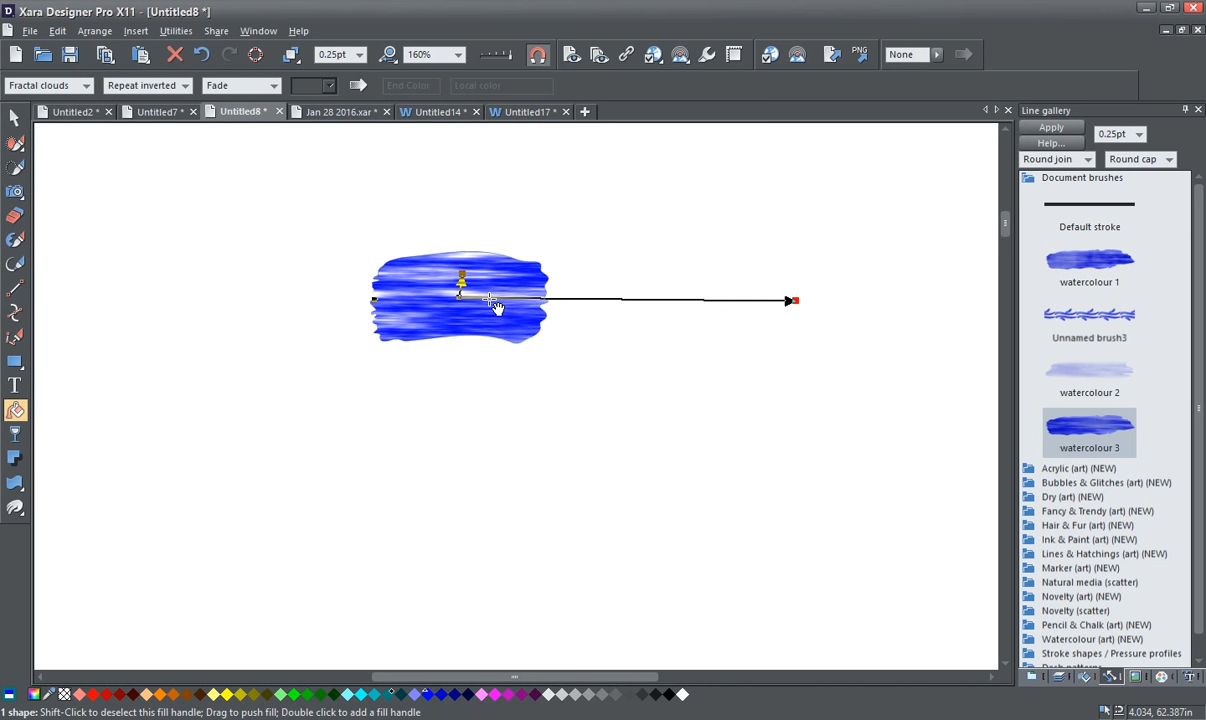 Xara Designer Pro X11 - [Untitled8 *]
File Edit Arrange Insert Utilities Share Window Help
0.25pt 160% PNG None
Fractal clouds Repeat inverted Fade End Color Local color
Untitled2 * Untitled7 * Untitled8 * Jan 28 2016.xar * Untitled14 * Untitled17 *
Line gallery
Apply 0.25pt
Help...
Round join Round cap
Document brushes
Default stroke
watercolour 1
Unnamed brush3
watercolour 2
watercolour 3
Acrylic (art) (NEW)
Bubbles & Glitches (art) (NEW)
Dry (art) (NEW)
Fancy & Trendy (art) (NEW)
Hair & Fur (art) (NEW)
Ink & Paint (art) (NEW)
Lines & Hatchings (art) (NEW)
Marker (art) (NEW)
Natural media (scatter)
Novelty (art) (NEW)
Novelty (scatter)
Pencil & Chalk (art) (NEW)
Watercolour (art) (NEW)
Stroke shapes / Pressure profiles
1 shape: Shift-Click to deselect this fill handle; Drag to push fill; Double click to add a fill handle
4.034, 62.387in